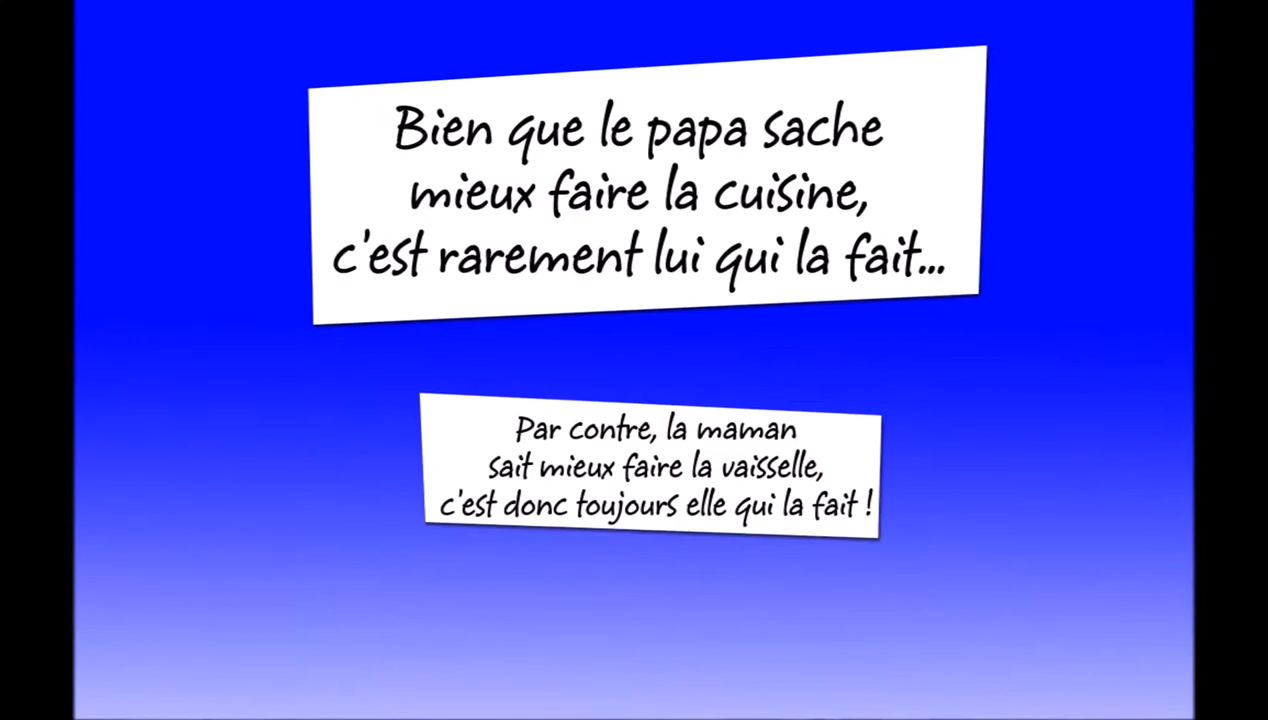 Bien que le papa sache
mieux faire la cuisine,
c'est rarement lui qui la fait...
Par contre, la maman
sait mieux faire la vaisselle,
c'est donc toujours elle qui la fait !